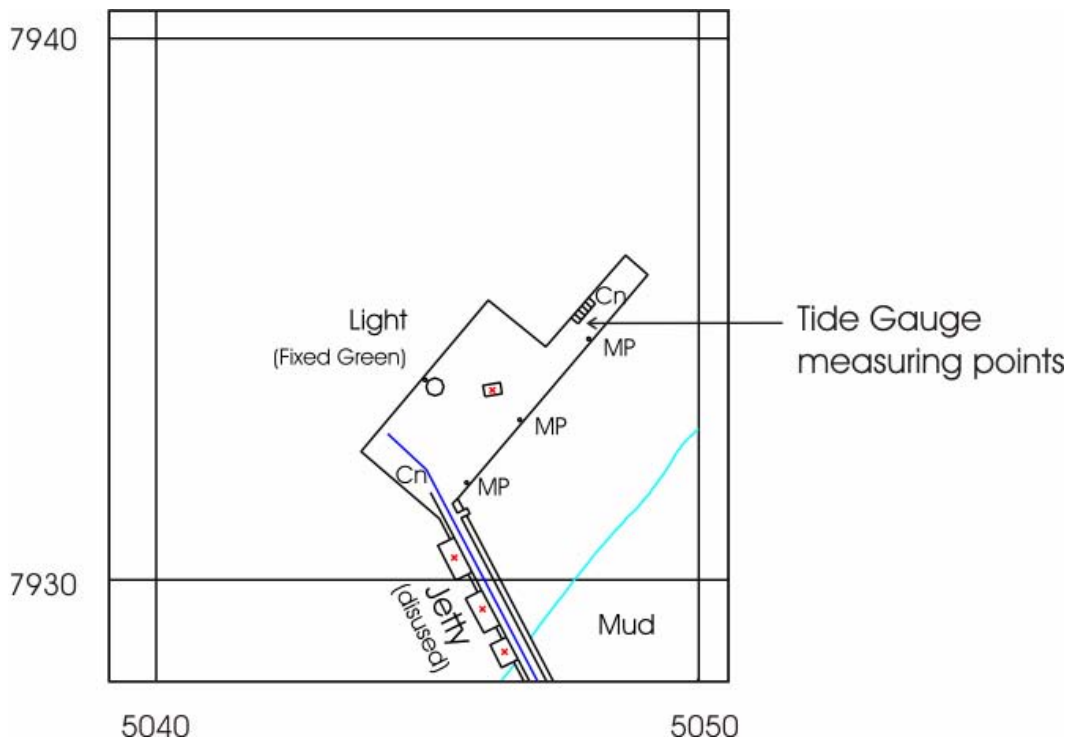 7940
Cn
Light
(Fixed Green)
Tide Gauge
measuring points
MP
MP
Cn
MP
7930
Jetty
(disused)
Mud
5040
5050